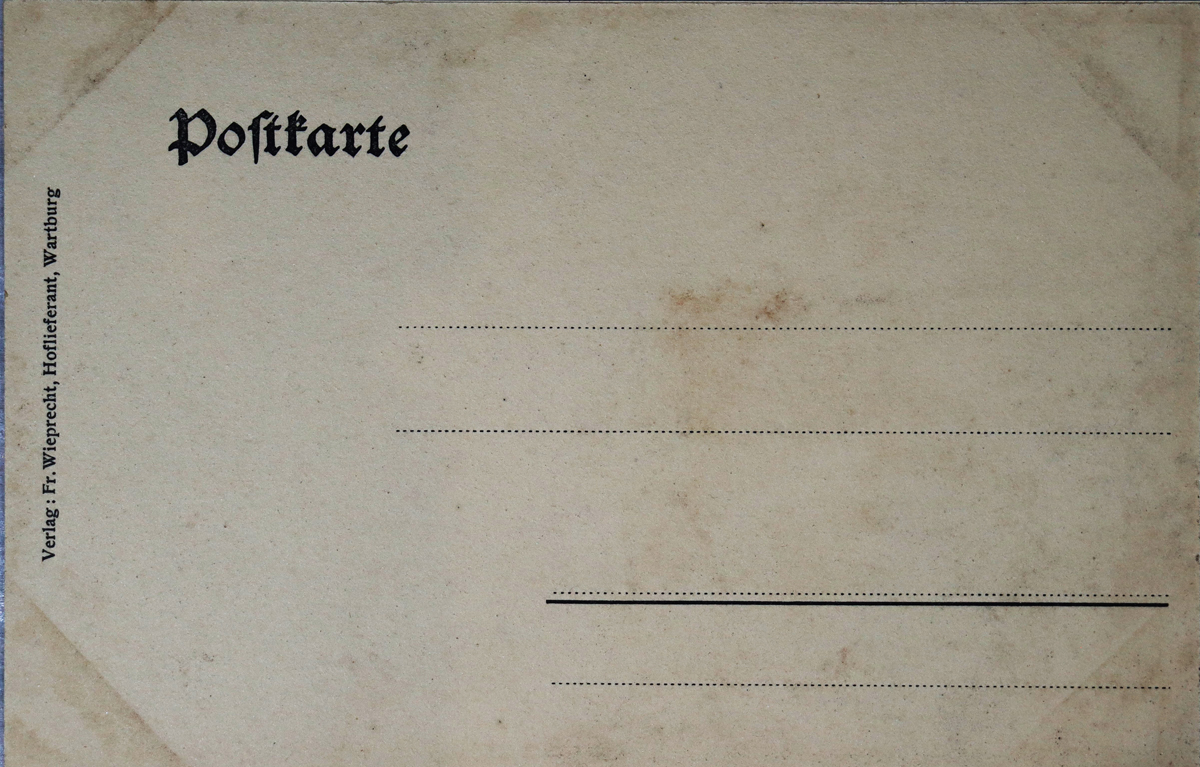 Poſtkarte
Verlag : Fr. Wieprecht, Hoflieferant, Wartburg